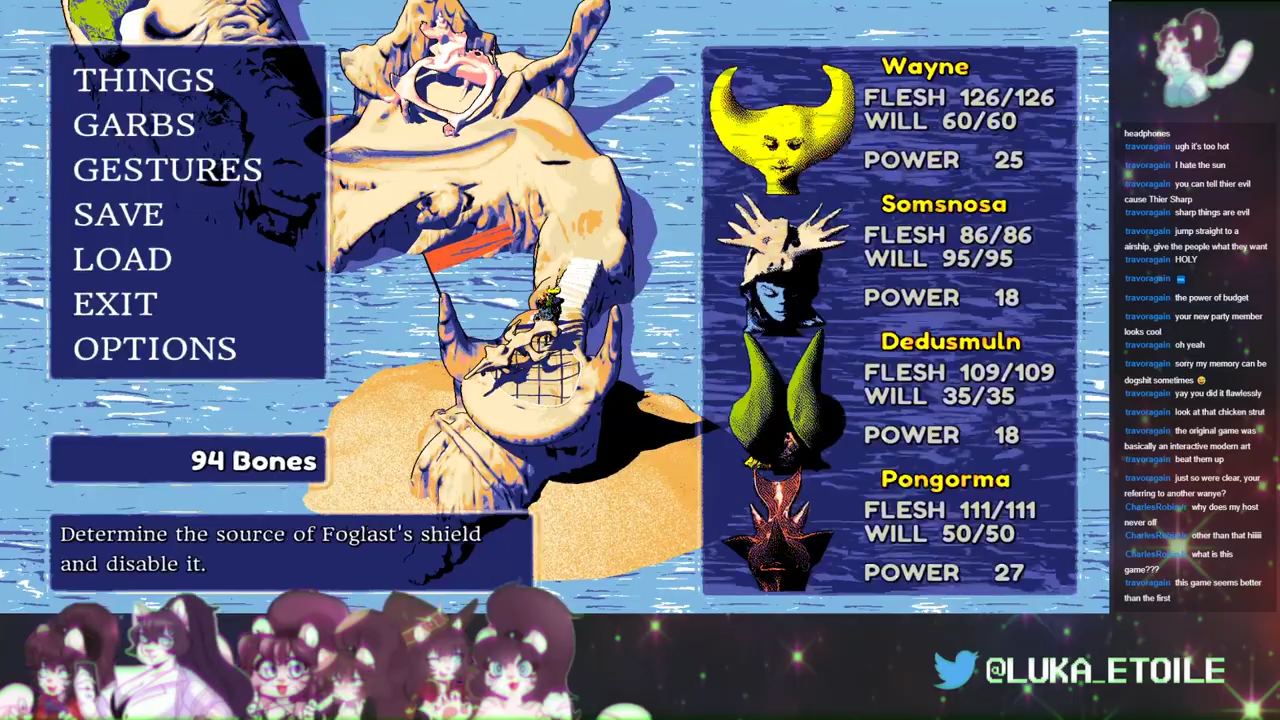 THINGS
GARBS
GESTURES
SAVE
LOAD
EXIT
OPTIONS
94 Bones
Determine the source of Foglast's shield
and disable it.
Wayne
FLESH 126/126
WILL 60/60
POWER 25
Somsnosa
FLESH 86/86
WILL 95/95
POWER 18
Dedusmuln
FLESH 109/109
WILL 35/35
POWER 18
Pongorma
FLESH 111/111
WILL 50/50
POWER 27
headphones
travoragain ugh it's too hot
travoragain I hate the sun
travoragain you can tell thier evil
cause Thier Sharp
travoragain sharp things are evil
travoragain jump straight to a
airship, give the people what they want
travoragain HOLY
travoragain
travoragain the power of budget
travoragain your new party member
looks cool
travoragain oh yeah
travoragain sorry my memory can be
dogshit sometimes
travoragain yay you did it flawlessly
travoragain look at that chicken strut
travoragain the original game was
basically an interactive modern art
travoragain beat them up
travoragain just so were clear, your
referring to another wanye?
why does my host
never off
other than that hiiiii
what is this
game???
travoragain this game seems better
than the first
@LUKA_ETOILE